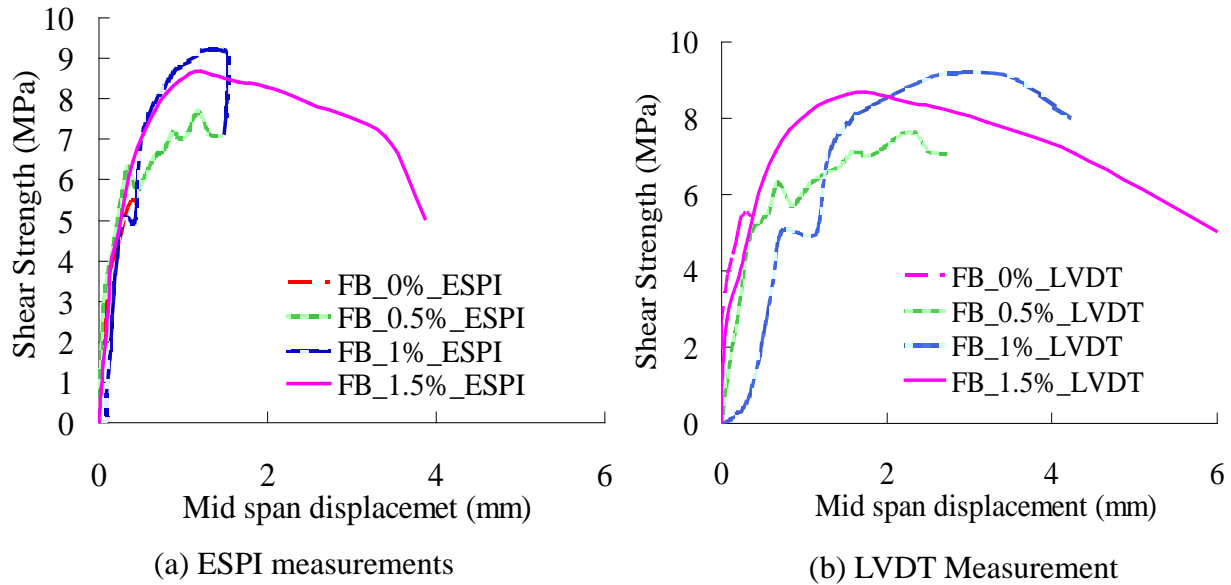 10
9
8
7
6
5
4
3
2
1
0
Shear Strength (MPa)
FB_0%_ESPI
FB_0.5%_ESPI
FB_1%_ESPI
FB_1.5%_ESPI
0 2 4 6
Mid span displacemet (mm)
(a) ESPI measurements
10
8
6
4
2
0
Shear Strength (MPa)
FB_0%_LVDT
FB_0.5%_LVDT
FB_1%_LVDT
FB_1.5%_LVDT
0 2 4 6
Mid span displacement (mm)
(b) LVDT Measurement